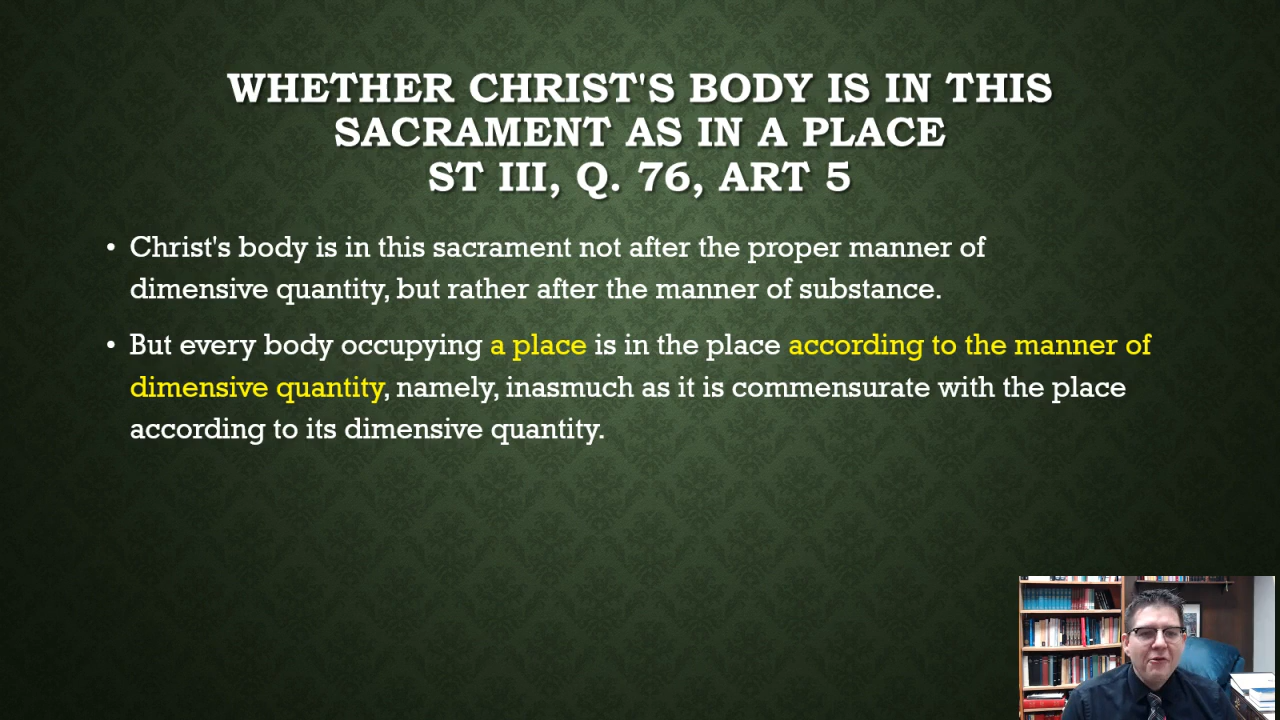 WHETHER CHRIST'S BODY IS IN THIS
SACRAMENT AS IN A PLACE
ST III, Q. 76, ART 5
• Christ's body is in this sacrament not after the proper manner of
dimensive quantity, but rather after the manner of substance.
• But every body occupying a place is in the place according to the manner of
dimensive quantity, namely, inasmuch as it is commensurate with the place
according to its dimensive quantity.